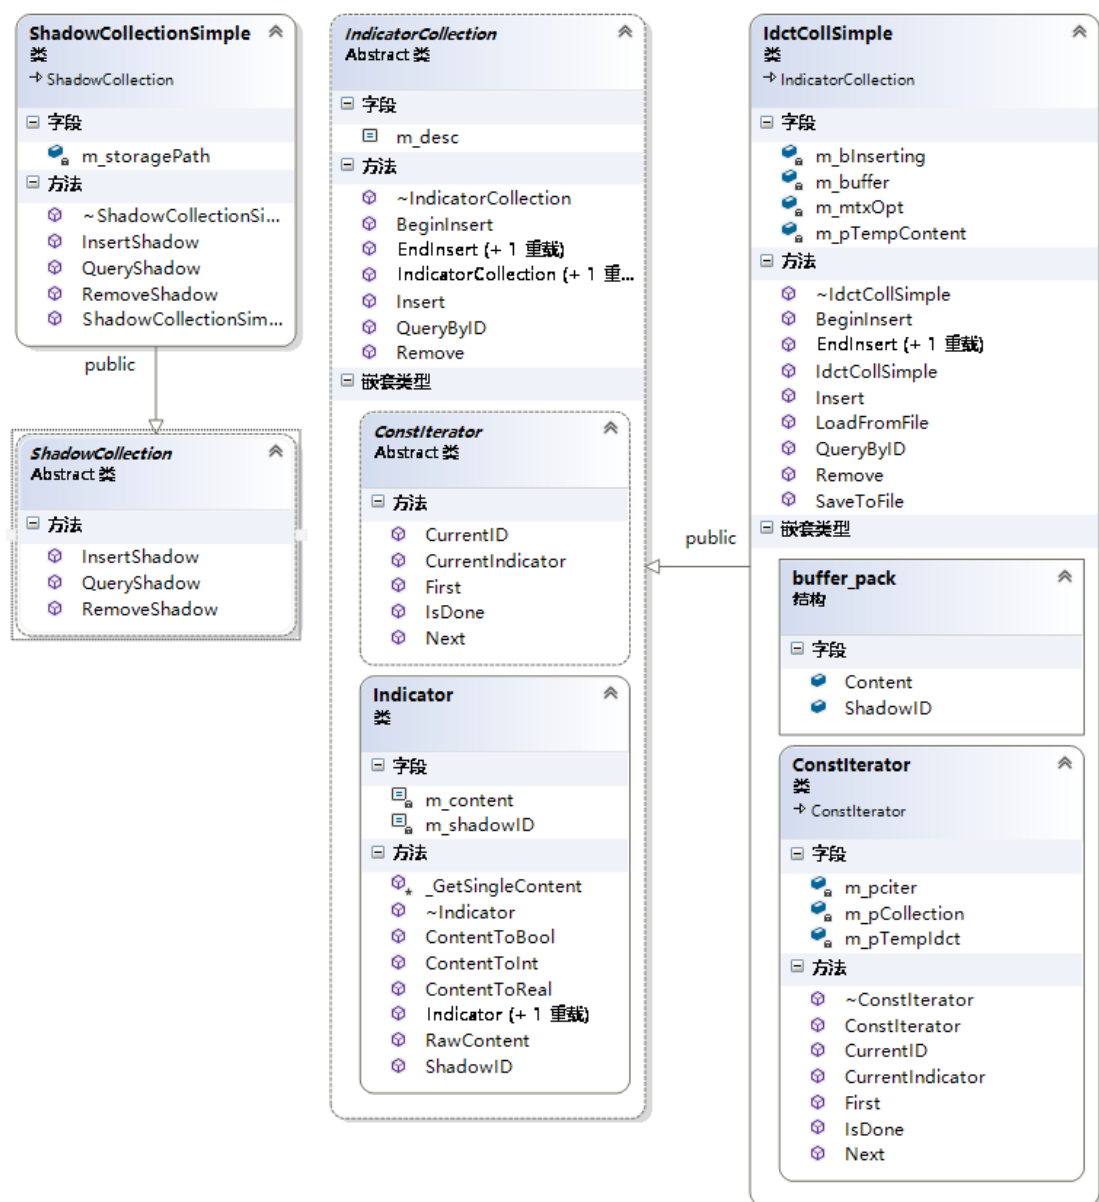 ShadowCollectionSimple
类
ShadowCollection
字段
m_storagePath
方法
~ShadowCollectionSi...
InsertShadow
QueryShadow
RemoveShadow
ShadowCollectionSim...
public
ShadowCollection
Abstract 类
方法
InsertShadow
QueryShadow
RemoveShadow
IndicatorCollection
Abstract 类
字段
m_desc
方法
~IndicatorCollection
BeginInsert
EndInsert (+ 1 重载)
IndicatorCollection (+ 1 重...
Insert
QueryByID
Remove
嵌套类型
ConstIterator
Abstract 类
方法
CurrentID
CurrentIndicator
First
IsDone
Next
Indicator
类
字段
m_content
m_shadowID
方法
_GetSingleContent
~Indicator
ContentToBool
ContentToInt
ContentToReal
Indicator (+ 1 重载)
RawContent
ShadowID
public
IdctCollSimple
类
IndicatorCollection
字段
m_bInserting
m_buffer
m_mtxOpt
m_pTempContent
方法
~IdctCollSimple
BeginInsert
EndInsert (+ 1 重载)
IdctCollSimple
Insert
LoadFromFile
QueryByID
Remove
SaveToFile
嵌套类型
buffer_pack
结构
字段
Content
ShadowID
ConstIterator
类
ConstIterator
字段
m_pciter
m_pCollection
m_pTempIdct
方法
~ConstIterator
ConstIterator
CurrentID
CurrentIndicator
First
IsDone
Next